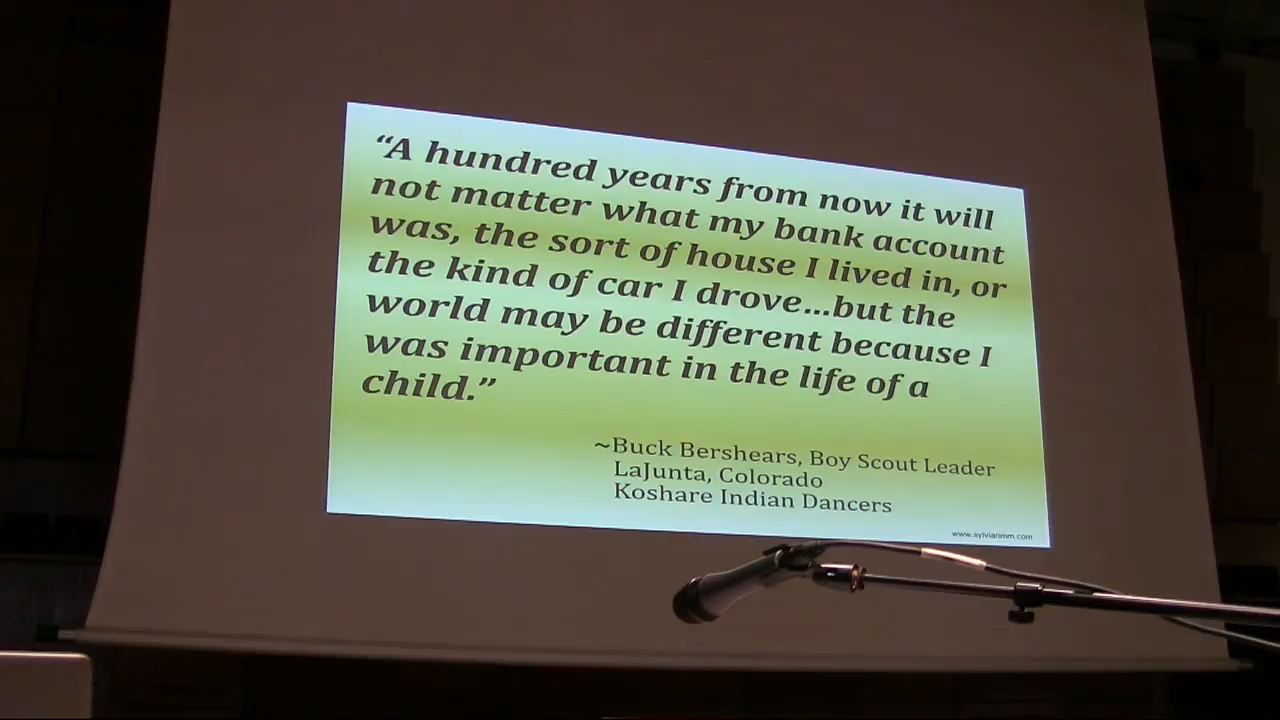 “A hundred years from now it will
not matter what my bank account
was, the sort of house I lived in, or
the kind of car I drove...but the
world may be different because I
was important in the life of a
child.”
~Buck Bershears, Boy Scout Leader
LaJunta, Colorado
Koshare Indian Dancers
www.sylviarimm.com